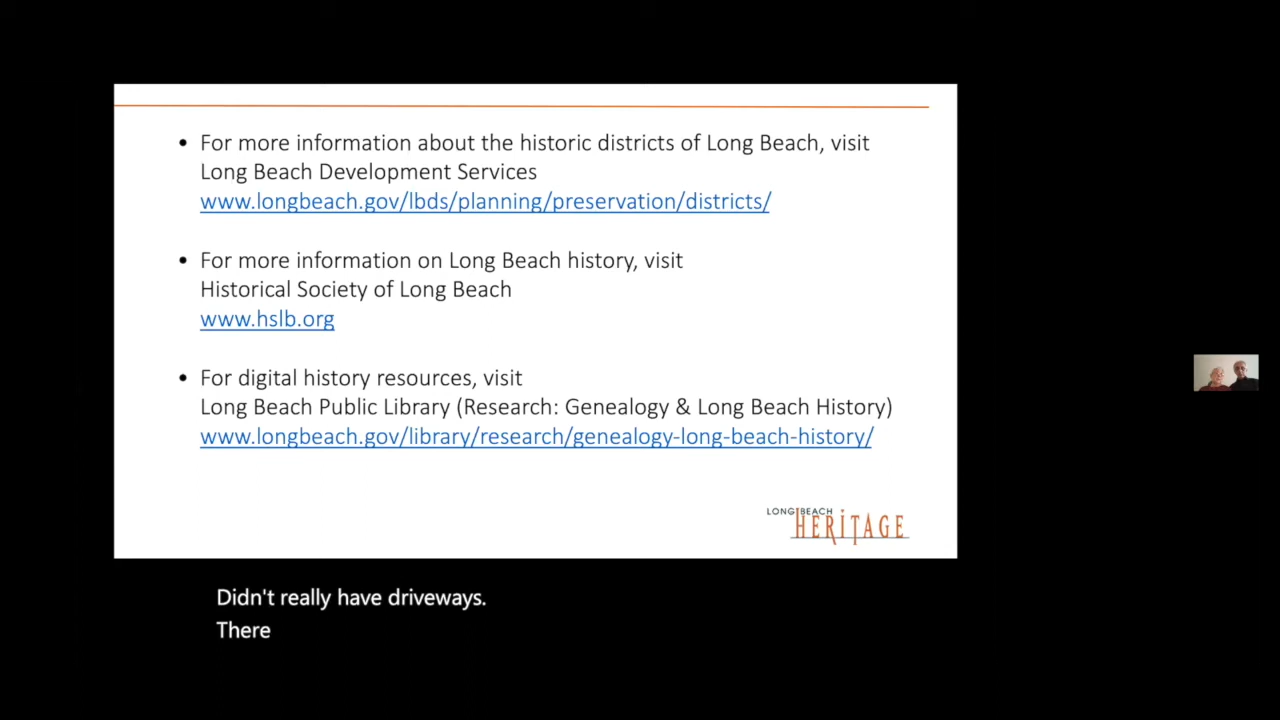 • For more information about the historic districts of Long Beach, visit
Long Beach Development Services
www.longbeach.gov/lbds/planning/preservation/districts/
• For more information on Long Beach history, visit
Historical Society of Long Beach
www.hslb.org
• For digital history resources, visit
Long Beach Public Library (Research: Genealogy & Long Beach History)
www.longbeach.gov/library/research/genealogy-long-beach-history/
LONG BEACH
HERITAGE
Didn't really have driveways.
There